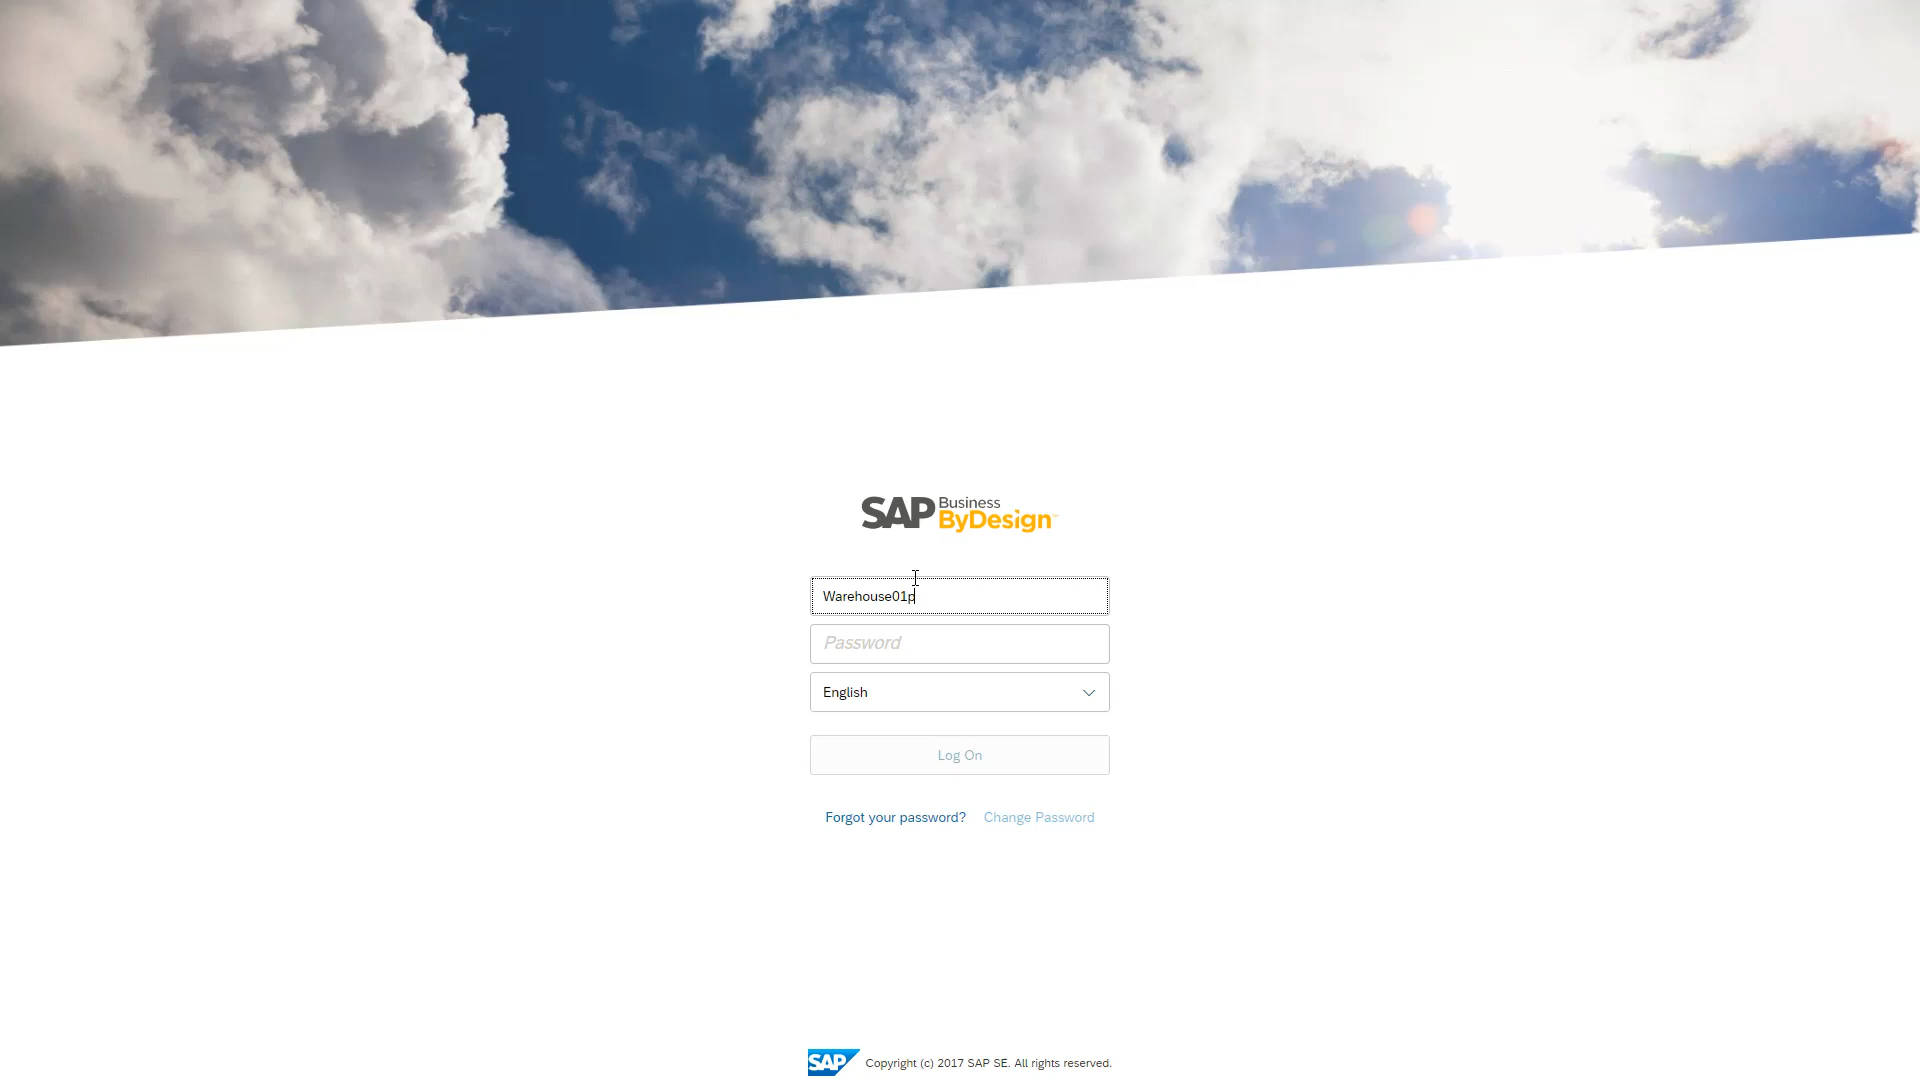 SAP Business
ByDesign™
Warehouse01p
Password
English
Log On
Forgot your password? Change Password
SAP Copyright (c) 2017 SAP SE. All rights reserved.